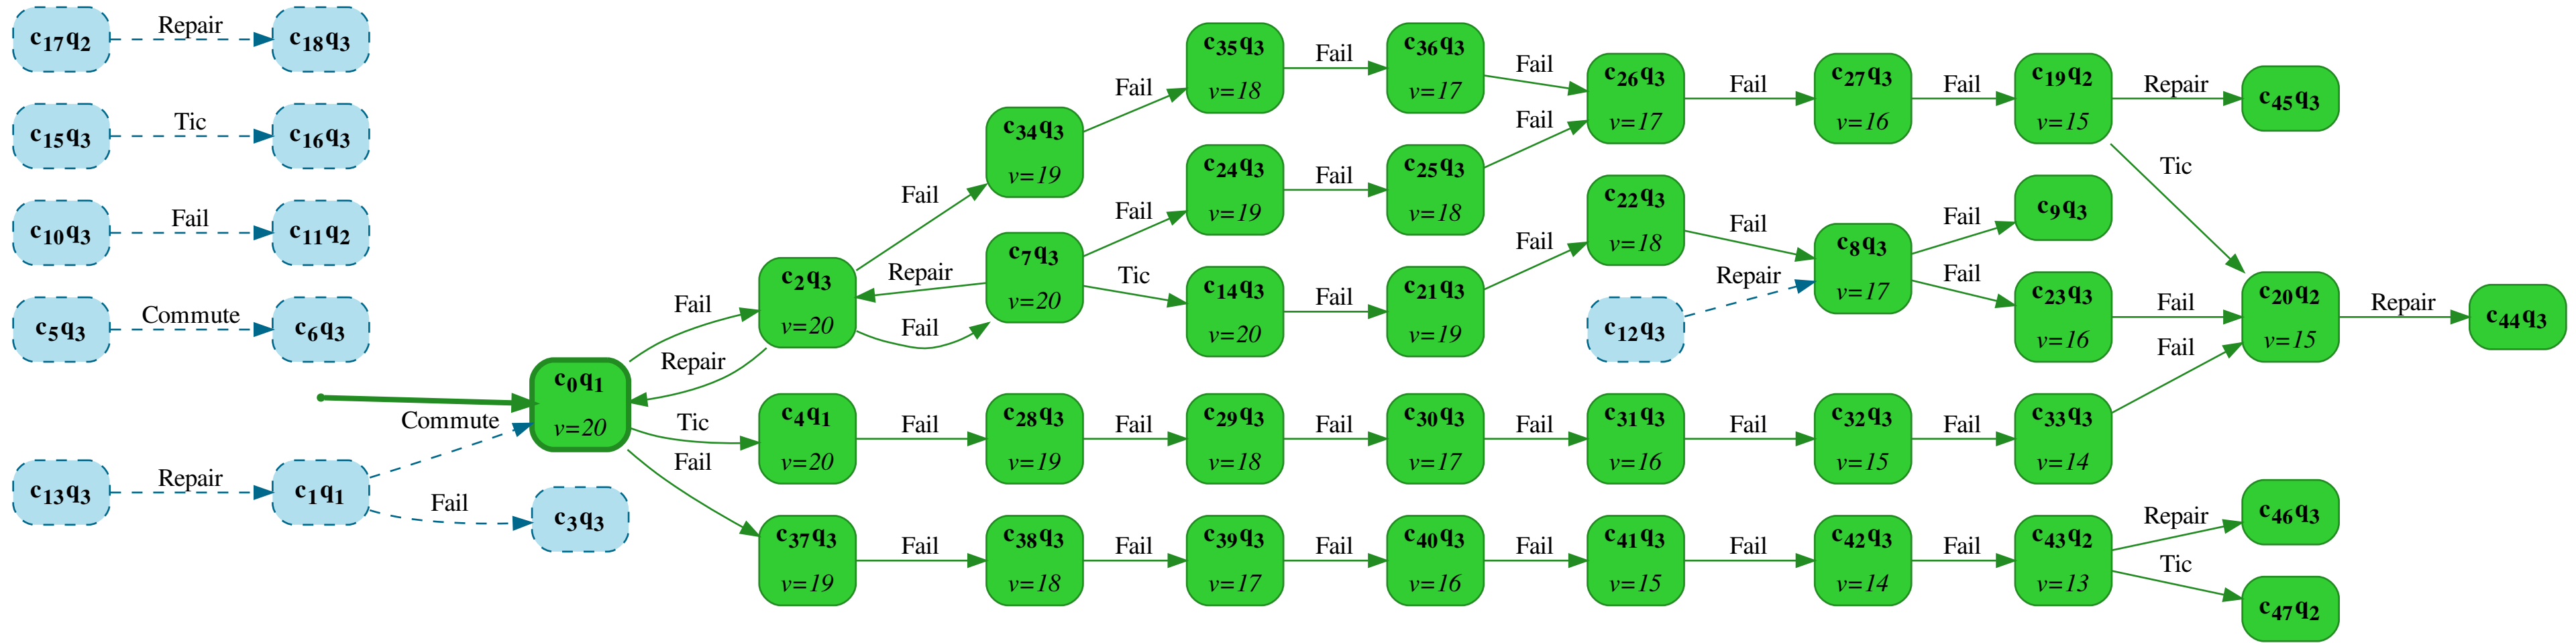 c17q2
Repair
c18q3
c15q3
Tic
c16q3
c10q3
Fail
c11q2
c5q3
Commute
c6q3
c13q3
Repair
c1q1
Commute
Fail
c3q3
c0q1
v=20
Fail
Repair
Tic
Fail
c2q3
v=20
Fail
Repair
Fail
c34q3
v=19
Fail
c35q3
v=18
Fail
c36q3
v=17
Fail
c26q3
v=17
Fail
c27q3
v=16
Fail
c19q2
v=15
Repair
c45q3
Tic
c7q3
v=20
Fail
c24q3
v=19
Fail
c25q3
v=18
Fail
Tic
c14q3
v=20
Fail
c21q3
v=19
Fail
c22q3
v=18
Fail
c12q3
Repair
c8q3
v=17
Fail
c9q3
Fail
c23q3
v=16
Fail
c20q2
v=15
Repair
c44q3
c4q1
v=20
Fail
c28q3
v=19
Fail
c29q3
v=18
Fail
c30q3
v=17
Fail
c31q3
v=16
Fail
c32q3
v=15
Fail
c33q3
v=14
Fail
c37q3
v=19
Fail
c38q3
v=18
Fail
c39q3
v=17
Fail
c40q3
v=16
Fail
c41q3
v=15
Fail
c42q3
v=14
Fail
c43q2
v=13
Repair
c46q3
Tic
c47q2